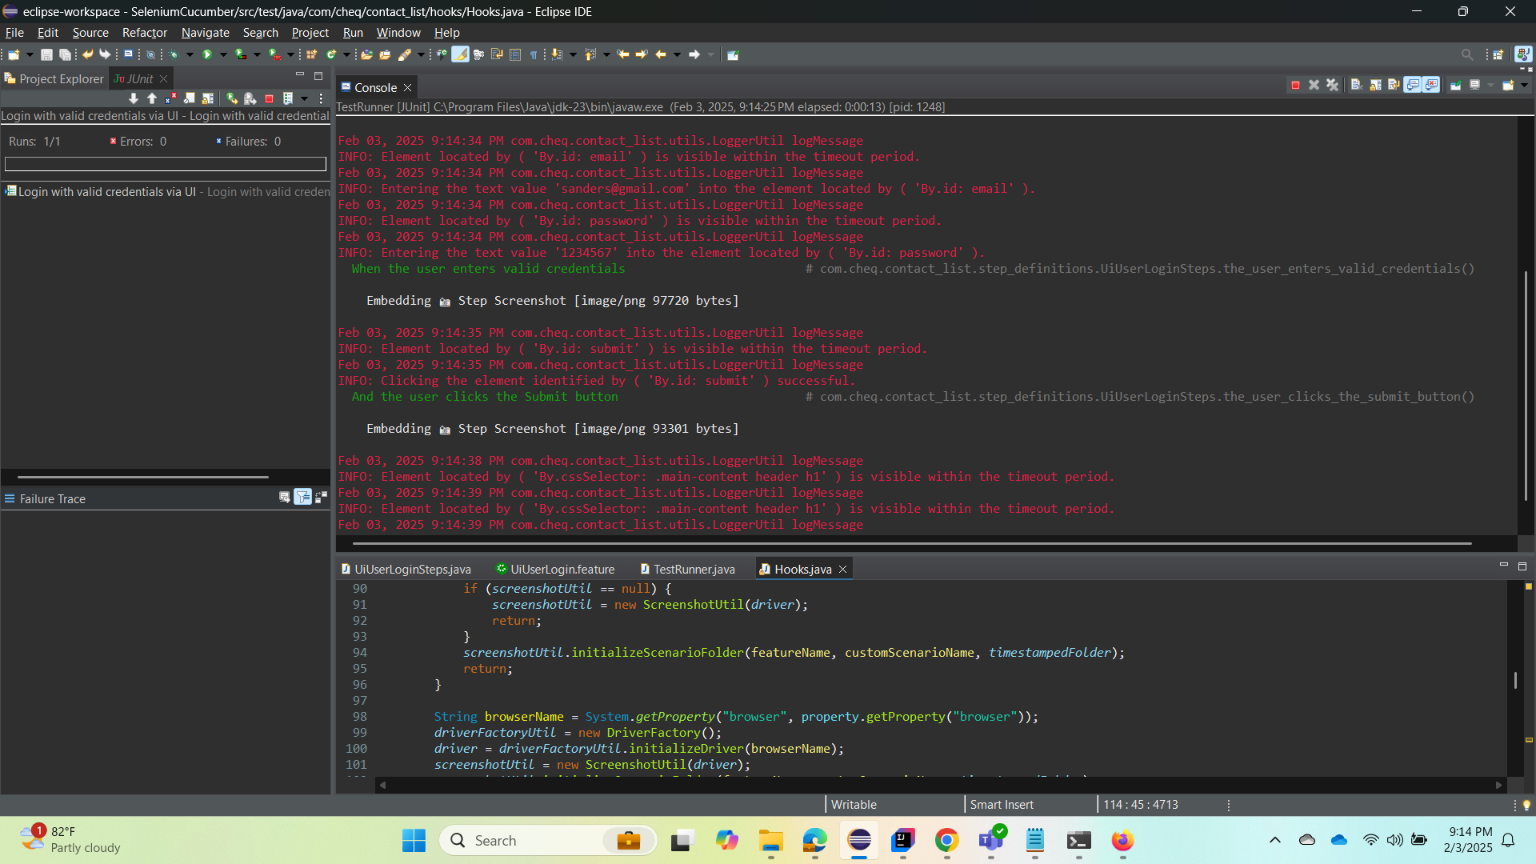 eclipse-workspace - SeleniumCucumber/src/test/java/com/cheq/contact_list/hooks/Hooks.java - Eclipse IDE
File Edit Source Refactor Navigate Search Project Run Window Help
Project Explorer JUnit
Console
TestRunner [JUnit] C:\Program Files\Java\jdk-23\bin\javaw.exe (Feb 3, 2025, 9:14:25 PM elapsed: 0:00:13) [pid: 1248]
Login with valid credentials via UI - Login with valid credential
Runs: 1/1 Errors: 0 Failures: 0
Login with valid credentials via UI - Login with valid creden
Failure Trace
Feb 03, 2025 9:14:34 PM com.cheq.contact_list.utils.LoggerUtil logMessage
INFO: Element located by ( 'By.id: email' ) is visible within the timeout period.
Feb 03, 2025 9:14:34 PM com.cheq.contact_list.utils.LoggerUtil logMessage
INFO: Entering the text value 'sanders@gmail.com' into the element located by ( 'By.id: email' ).
Feb 03, 2025 9:14:34 PM com.cheq.contact_list.utils.LoggerUtil logMessage
INFO: Element located by ( 'By.id: password' ) is visible within the timeout period.
Feb 03, 2025 9:14:34 PM com.cheq.contact_list.utils.LoggerUtil logMessage
INFO: Entering the text value '1234567' into the element located by ( 'By.id: password' ).
When the user enters valid credentials # com.cheq.contact_list.step_definitions.UiUserLoginSteps.the_user_enters_valid_credentials()
Embedding Step Screenshot [image/png 97720 bytes]
Feb 03, 2025 9:14:35 PM com.cheq.contact_list.utils.LoggerUtil logMessage
INFO: Element located by ( 'By.id: submit' ) is visible within the timeout period.
Feb 03, 2025 9:14:35 PM com.cheq.contact_list.utils.LoggerUtil logMessage
INFO: Clicking the element identified by ( 'By.id: submit' ) successful.
And the user clicks the Submit button # com.cheq.contact_list.step_definitions.UiUserLoginSteps.the_user_clicks_the_submit_button()
Embedding Step Screenshot [image/png 93301 bytes]
Feb 03, 2025 9:14:38 PM com.cheq.contact_list.utils.LoggerUtil logMessage
INFO: Element located by ( 'By.cssSelector: .main-content header h1' ) is visible within the timeout period.
Feb 03, 2025 9:14:39 PM com.cheq.contact_list.utils.LoggerUtil logMessage
INFO: Element located by ( 'By.cssSelector: .main-content header h1' ) is visible within the timeout period.
Feb 03, 2025 9:14:39 PM com.cheq.contact_list.utils.LoggerUtil logMessage
UiUserLoginSteps.java UiUserLogin.feature TestRunner.java Hooks.java
90 if (screenshotUtil == null) {
91 screenshotUtil = new ScreenshotUtil(driver);
92 return;
93 }
94 screenshotUtil.initializeScenarioFolder(featureName, customScenarioName, timestampedFolder);
95 return;
96 }
97
98 String browserName = System.getProperty("browser", property.getProperty("browser"));
99 driverFactoryUtil = new DriverFactory();
100 driver = driverFactoryUtil.initializeDriver(browserName);
101 screenshotUtil = new ScreenshotUtil(driver);
Writable Smart Insert 114 : 45 : 4713
1
82°F
Partly cloudy
Search
9:14 PM
2/3/2025